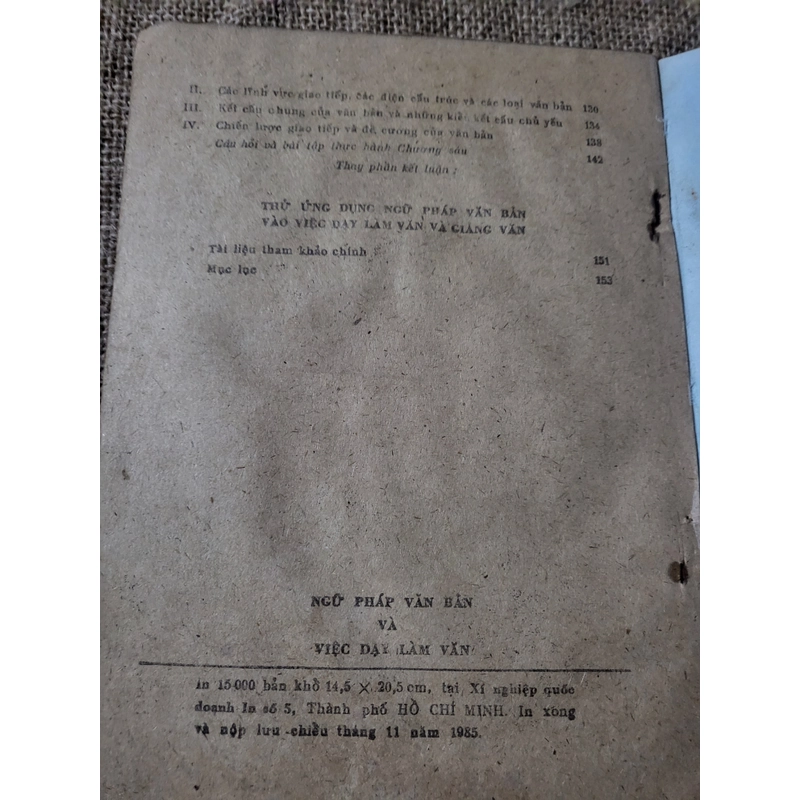 II. Các lĩnh vực giao tiếp, các diện cấu trúc và các loại văn bản 130
III. Kết cấu chung của văn bản và những kiểu kết cấu chủ yếu 134
IV. Chiến lược giao tiếp và đề cương của văn bản 138
Câu hỏi và bài tập thực hành Chương sáu 142
Thay phần kết luận :
THỬ ỨNG DỤNG NGỮ PHÁP VĂN BẢN
VÀO VIỆC DẠY LÀM VĂN VÀ GIẢNG VĂN
Tài liệu tham khảo chính 151
Mục lục 153
NGỮ PHÁP VĂN BẢN
VÀ
VIỆC DẠY LÀM VĂN
In 15000 bản khổ 14,5 × 20,5 cm, tại Xí nghiệp quốc
doanh In số 5, Thành phố HỒ CHÍ MINH. In xong
và nộp lưu chiểu tháng 11 năm 1985.